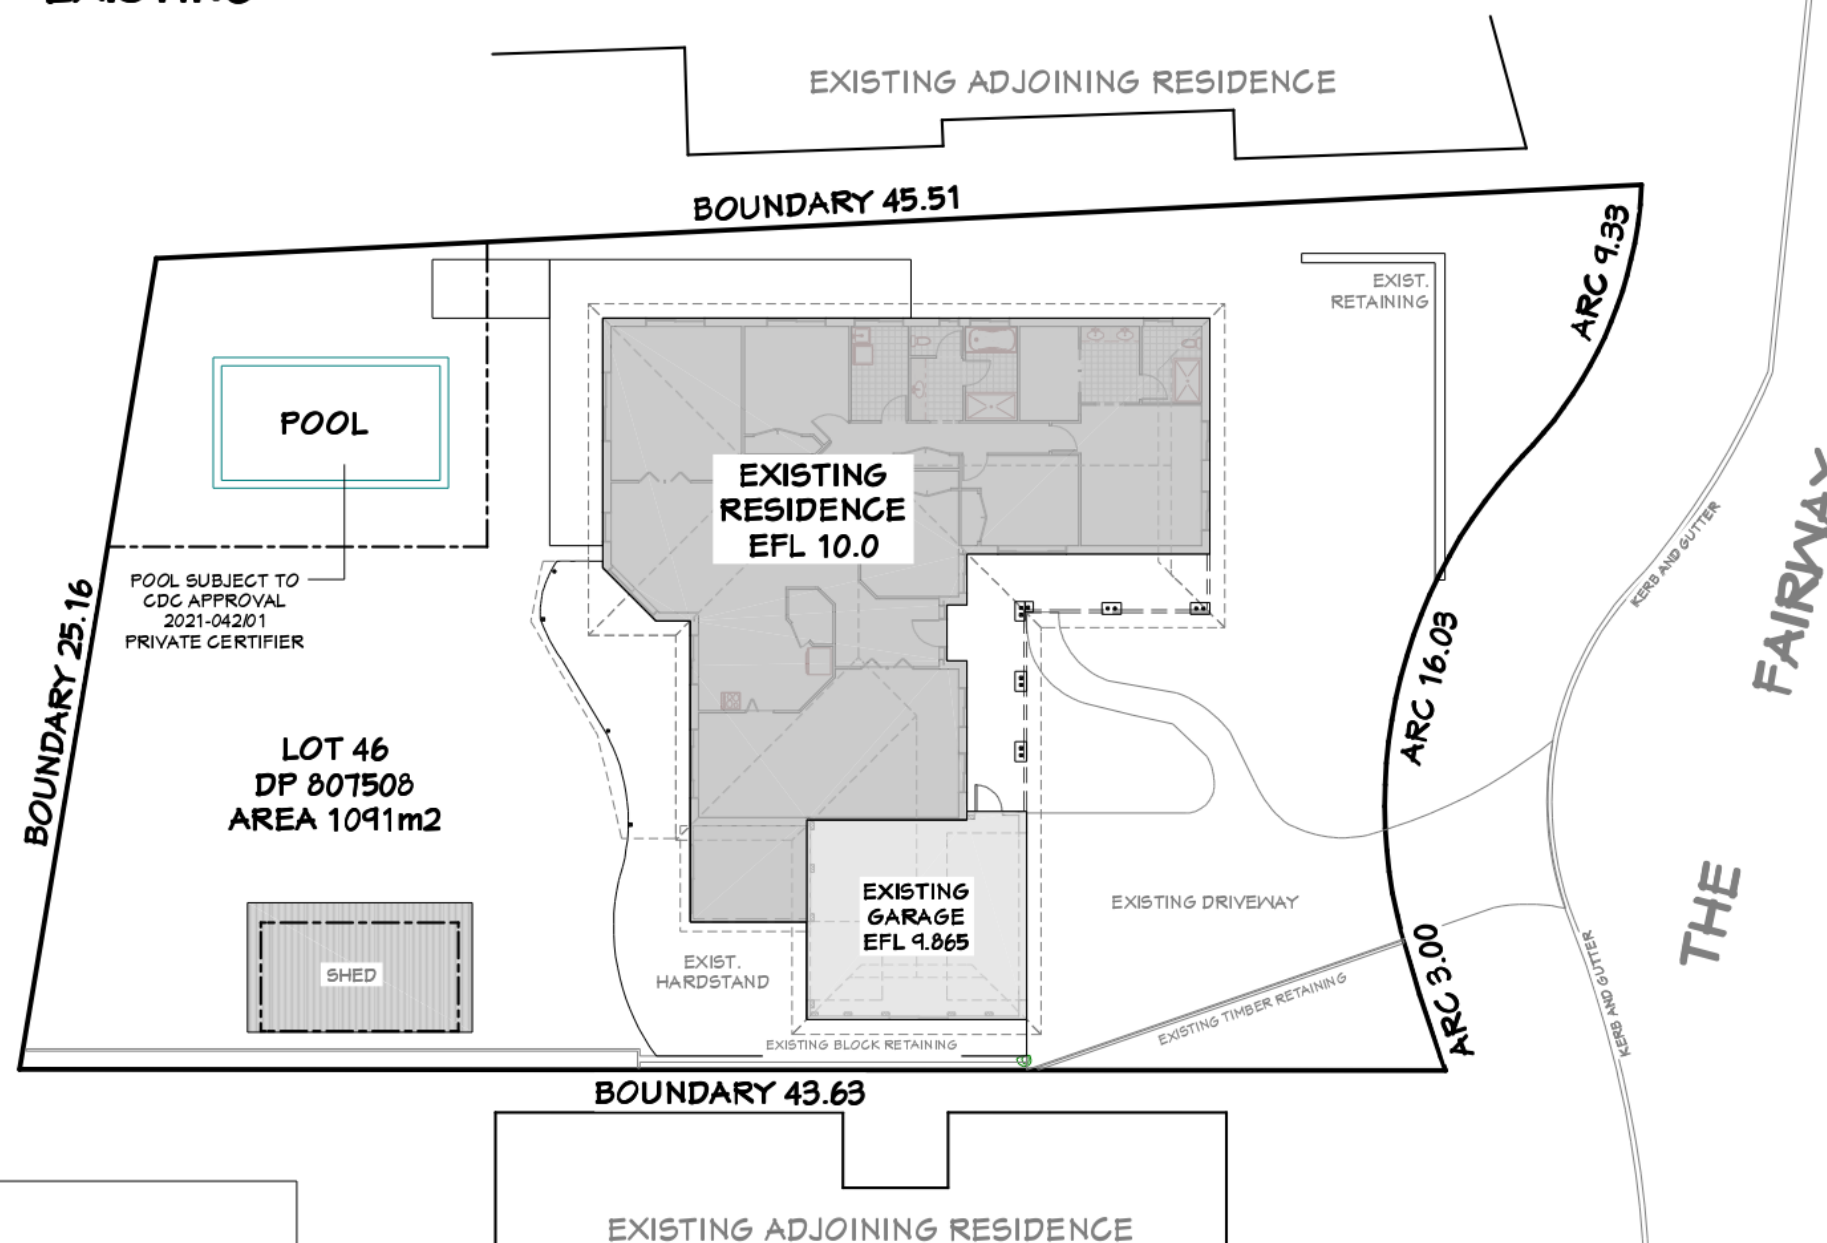 EXISTING
EXISTING ADJOINING RESIDENCE
BOUNDARY 45.51
ARC 9.33
EXIST.
RETAINING
POOL
EXISTING
RESIDENCE
EFL 10.0
POOL SUBJECT TO
CDC APPROVAL
2021-042/01
PRIVATE CERTIFIER
BOUNDARY 25.16
KERB AND GUTTER
THE FAIRWAY
ARC 16.03
LOT 46
DP 807508
AREA 1091m2
EXISTING
GARAGE
EFL 9.865
EXISTING DRIVEWAY
SHED
EXIST.
HARDSTAND
EXISTING BLOCK RETAINING
EXISTING TIMBER RETAINING
ARC 3.00
KERB AND GUTTER
BOUNDARY 43.63
EXISTING ADJOINING RESIDENCE